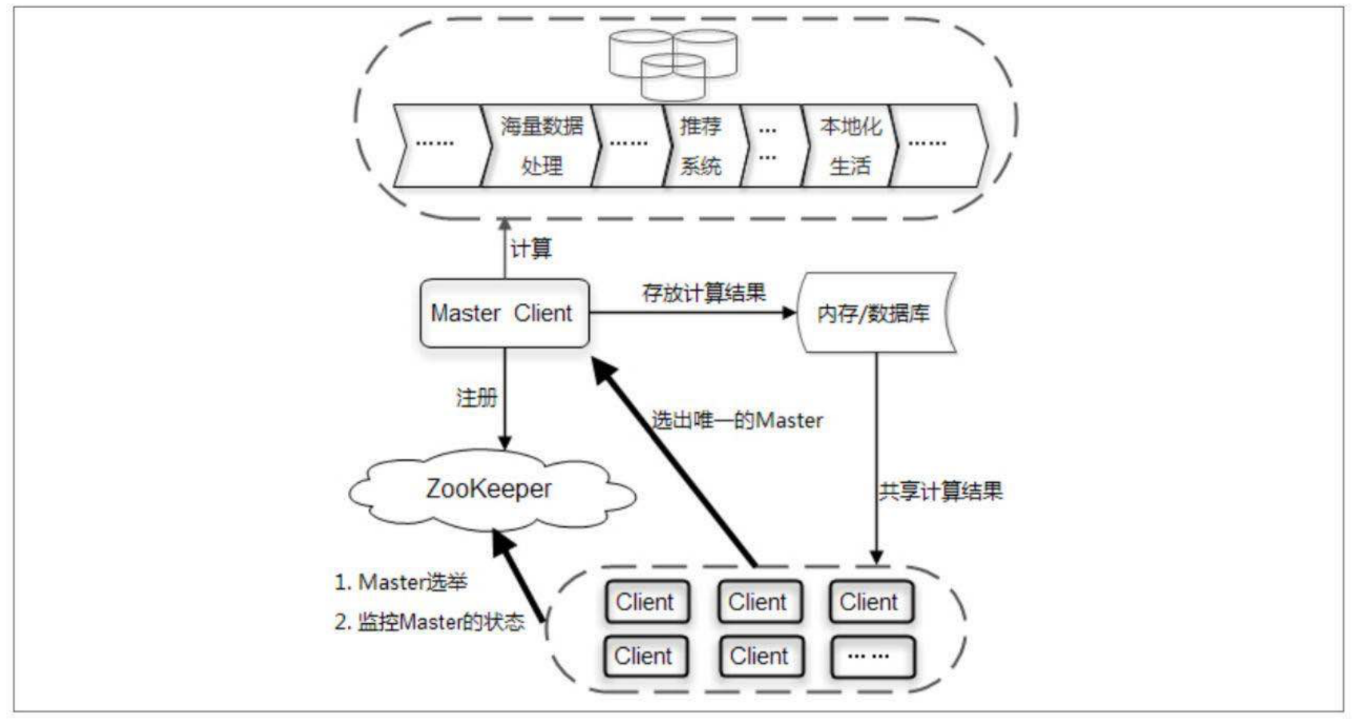 ……
海量数据
处理
……
推荐
系统
…
…
本地化
生活
……
计算
Master Client
存放计算结果
内存/数据库
注册
选出唯一的Master
ZooKeeper
共享计算结果
1. Master选举
2. 监控Master的状态
Client
Client
Client
Client
Client
……